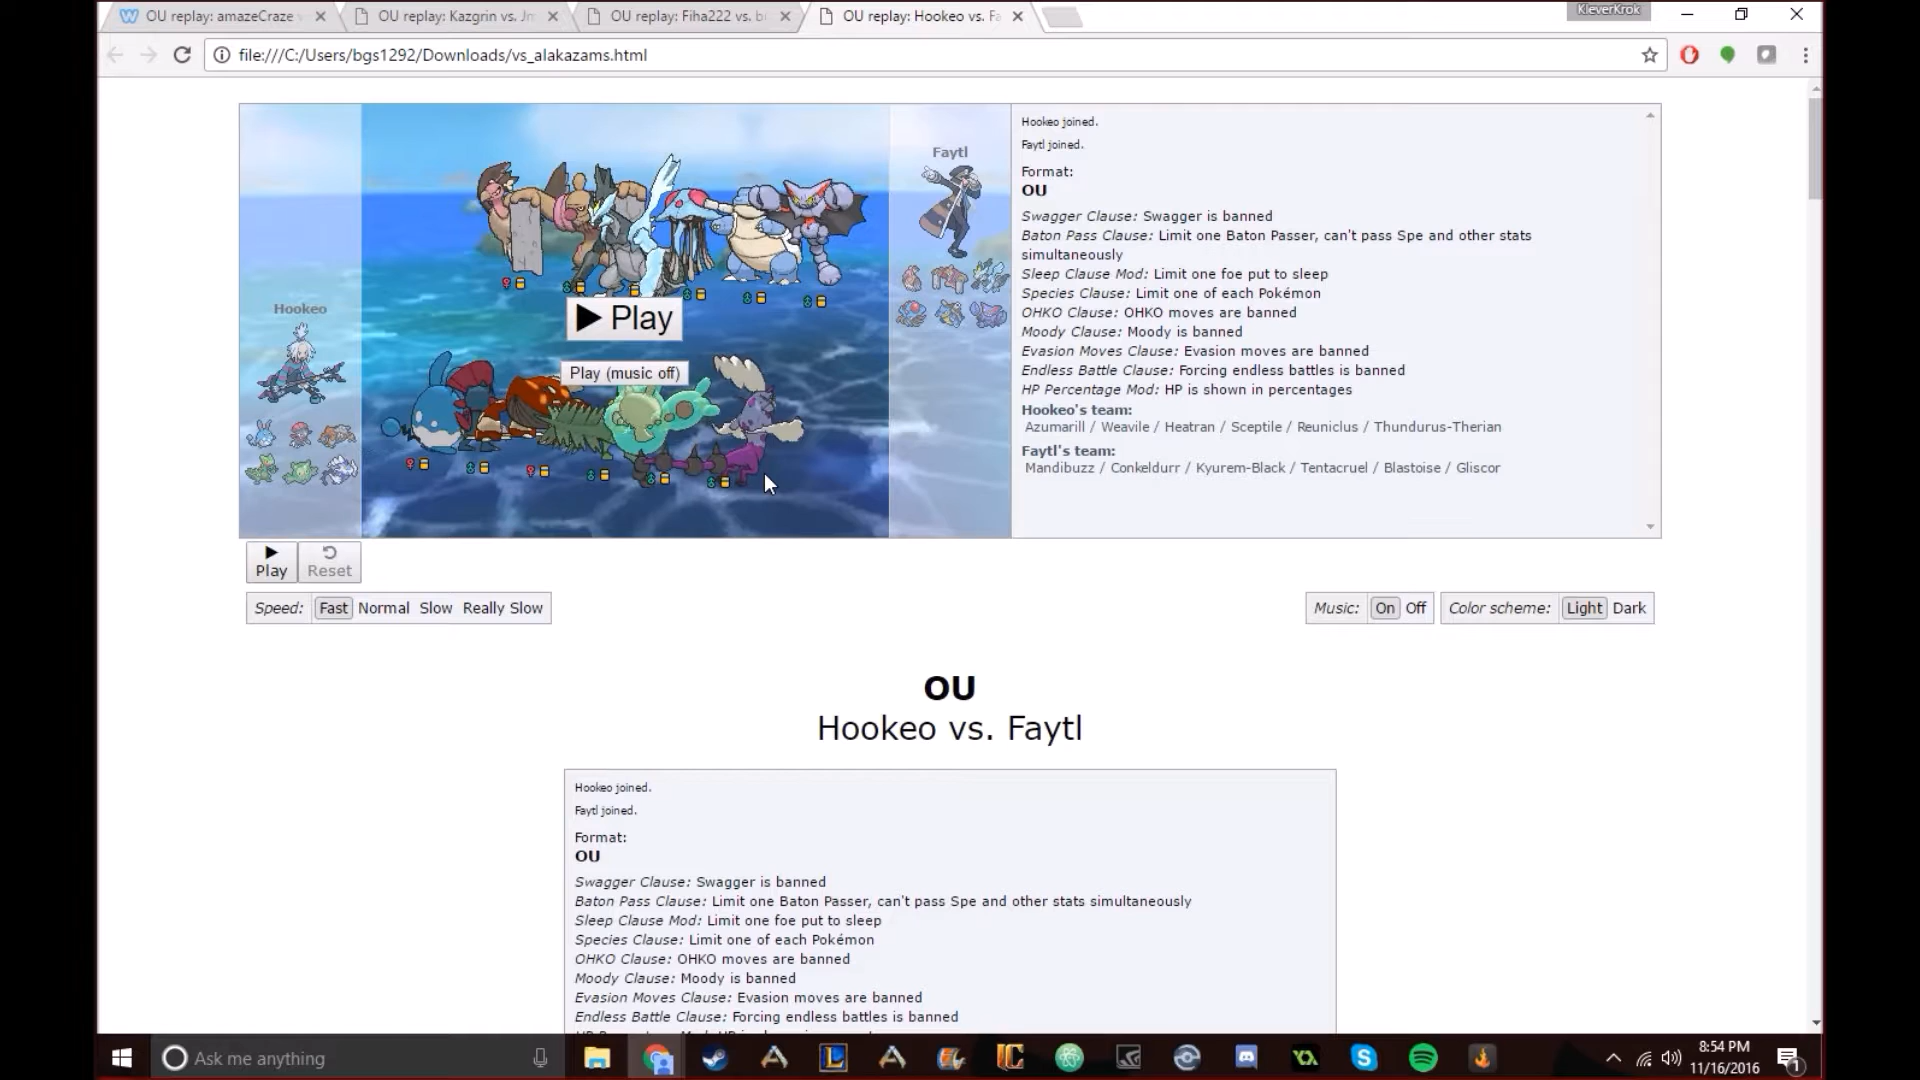 OU replay: amazeCraze
OU replay: Kazgrin vs. Jm
OU replay: Fiha222 vs. b
OU replay: Hookeo vs. Fa
KleverKrok
file:///C:/Users/bgs1292/Downloads/vs_alakazams.html
Hookeo
Faytl
▶ Play
Play (music off)
Hookeo joined.
Faytl joined.
Format:
OU
Swagger Clause: Swagger is banned
Baton Pass Clause: Limit one Baton Passer, can't pass Spe and other stats
simultaneously
Sleep Clause Mod: Limit one foe put to sleep
Species Clause: Limit one of each Pokémon
OHKO Clause: OHKO moves are banned
Moody Clause: Moody is banned
Evasion Moves Clause: Evasion moves are banned
Endless Battle Clause: Forcing endless battles is banned
HP Percentage Mod: HP is shown in percentages
Hookeo's team:
Azumarill / Weavile / Heatran / Sceptile / Reuniclus / Thundurus-Therian
Faytl's team:
Mandibuzz / Conkeldurr / Kyurem-Black / Tentacruel / Blastoise / Gliscor
Play
Reset
Speed: Fast Normal Slow Really Slow
Music: On Off
Color scheme: Light Dark
OU
Hookeo vs. Faytl
Hookeo joined.
Faytl joined.
Format:
OU
Swagger Clause: Swagger is banned
Baton Pass Clause: Limit one Baton Passer, can't pass Spe and other stats simultaneously
Sleep Clause Mod: Limit one foe put to sleep
Species Clause: Limit one of each Pokémon
OHKO Clause: OHKO moves are banned
Moody Clause: Moody is banned
Evasion Moves Clause: Evasion moves are banned
Endless Battle Clause: Forcing endless battles is banned
Ask me anything
8:54 PM
11/16/2016
1